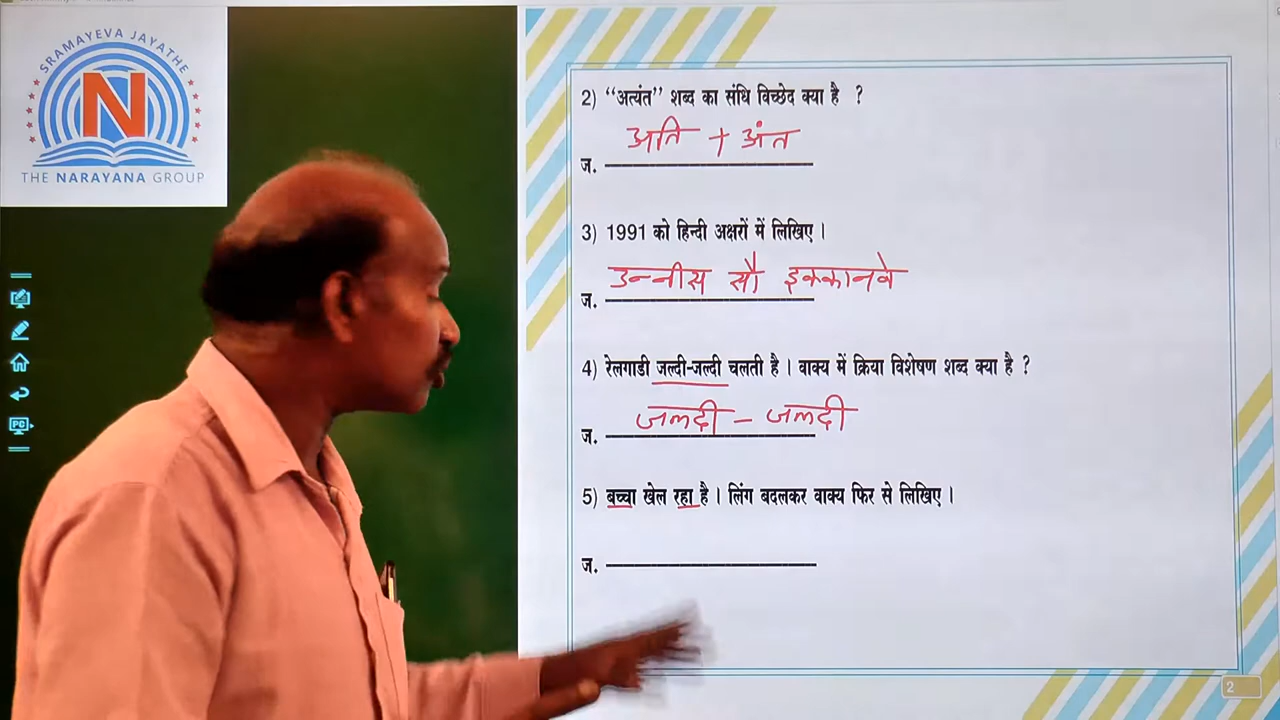 SRAMAYEVA JAYATHE
N
THE NARAYANA GROUP
PC
2) “अत्यंत” शब्द का संधि विच्छेद क्या है ?
अति + अंत
ज.
3) 1991 को हिन्दी अक्षरों में लिखिए ।
उन्नीस सौ इक्कानवे
ज.
4) रेलगाडी जल्दी-जल्दी चलती है । वाक्य में क्रिया विशेषण शब्द क्या है ?
जल्दी - जल्दी
ज.
5) बच्चा खेल रहा है । लिंग बदलकर वाक्य फिर से लिखिए ।
ज.
2